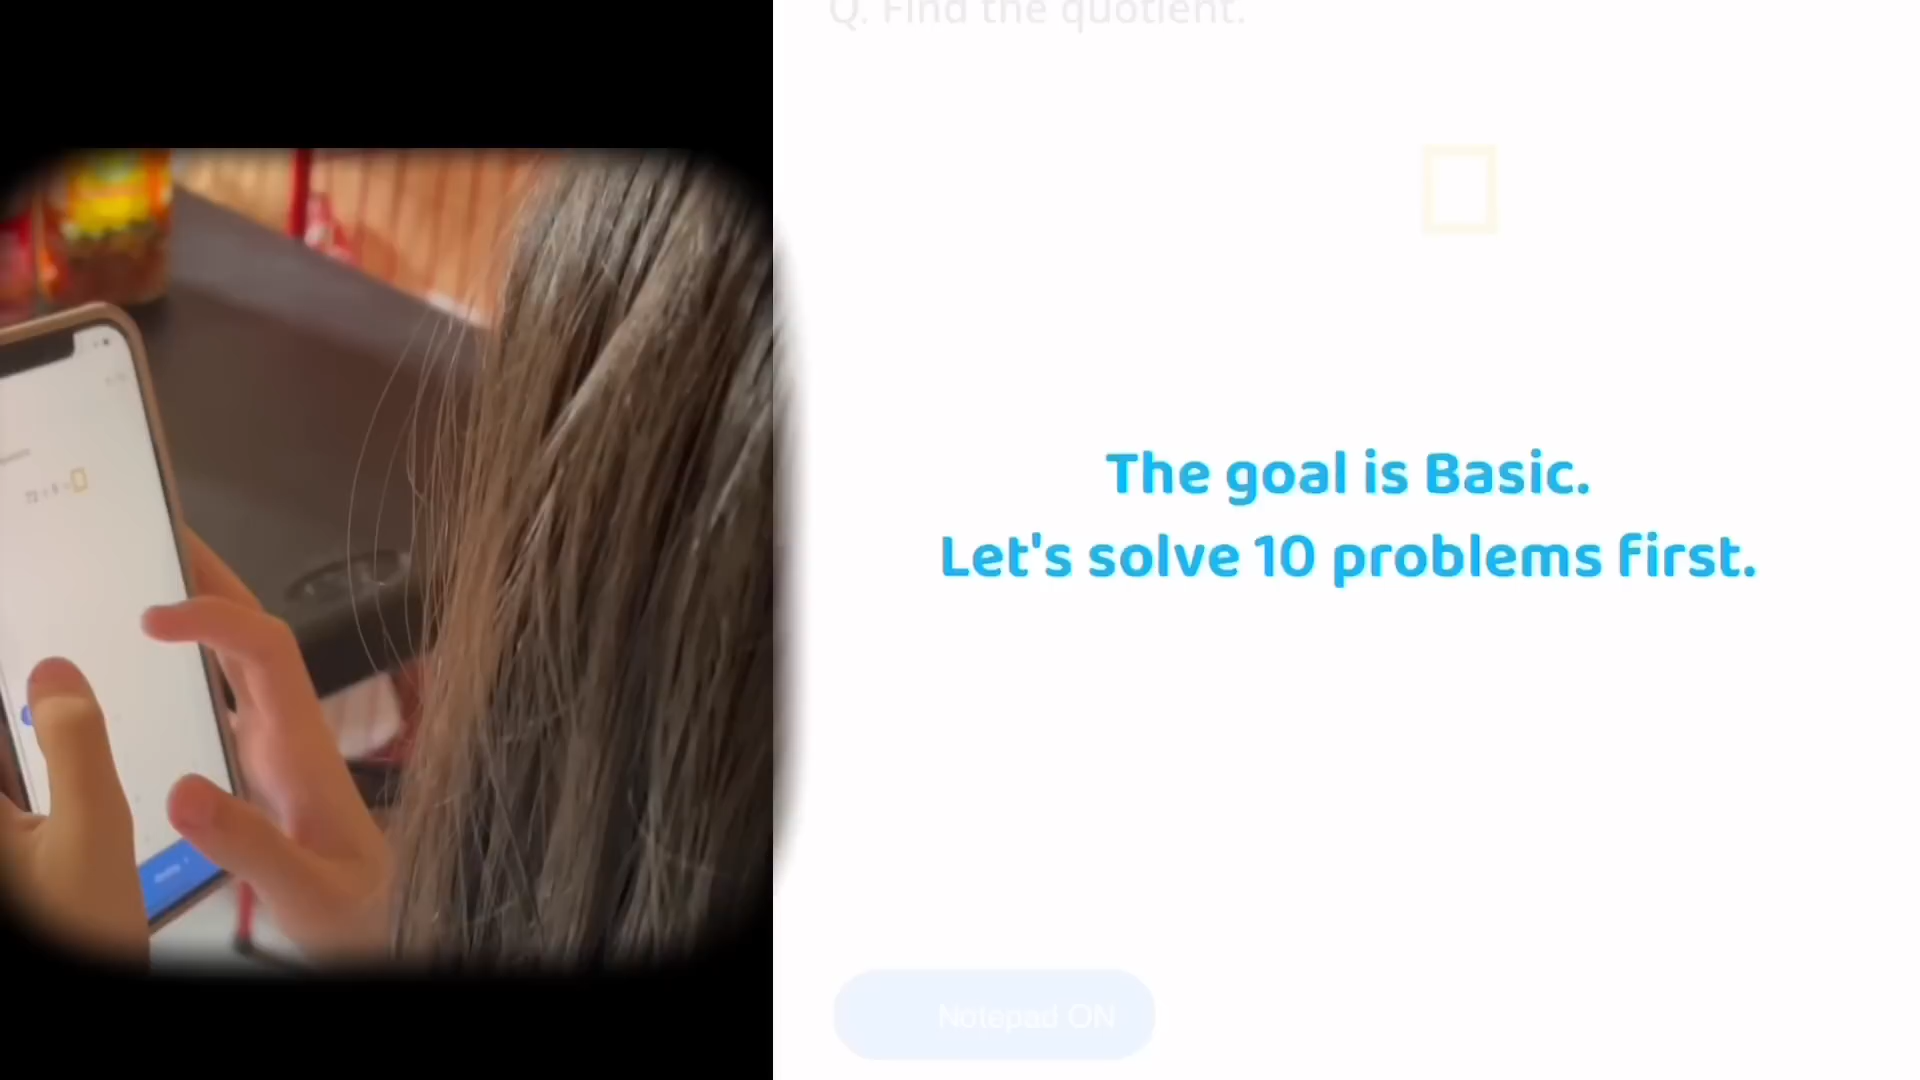 Q. Find the quotient.
The goal is Basic.
Let's solve 10 problems first.
Notepad ON